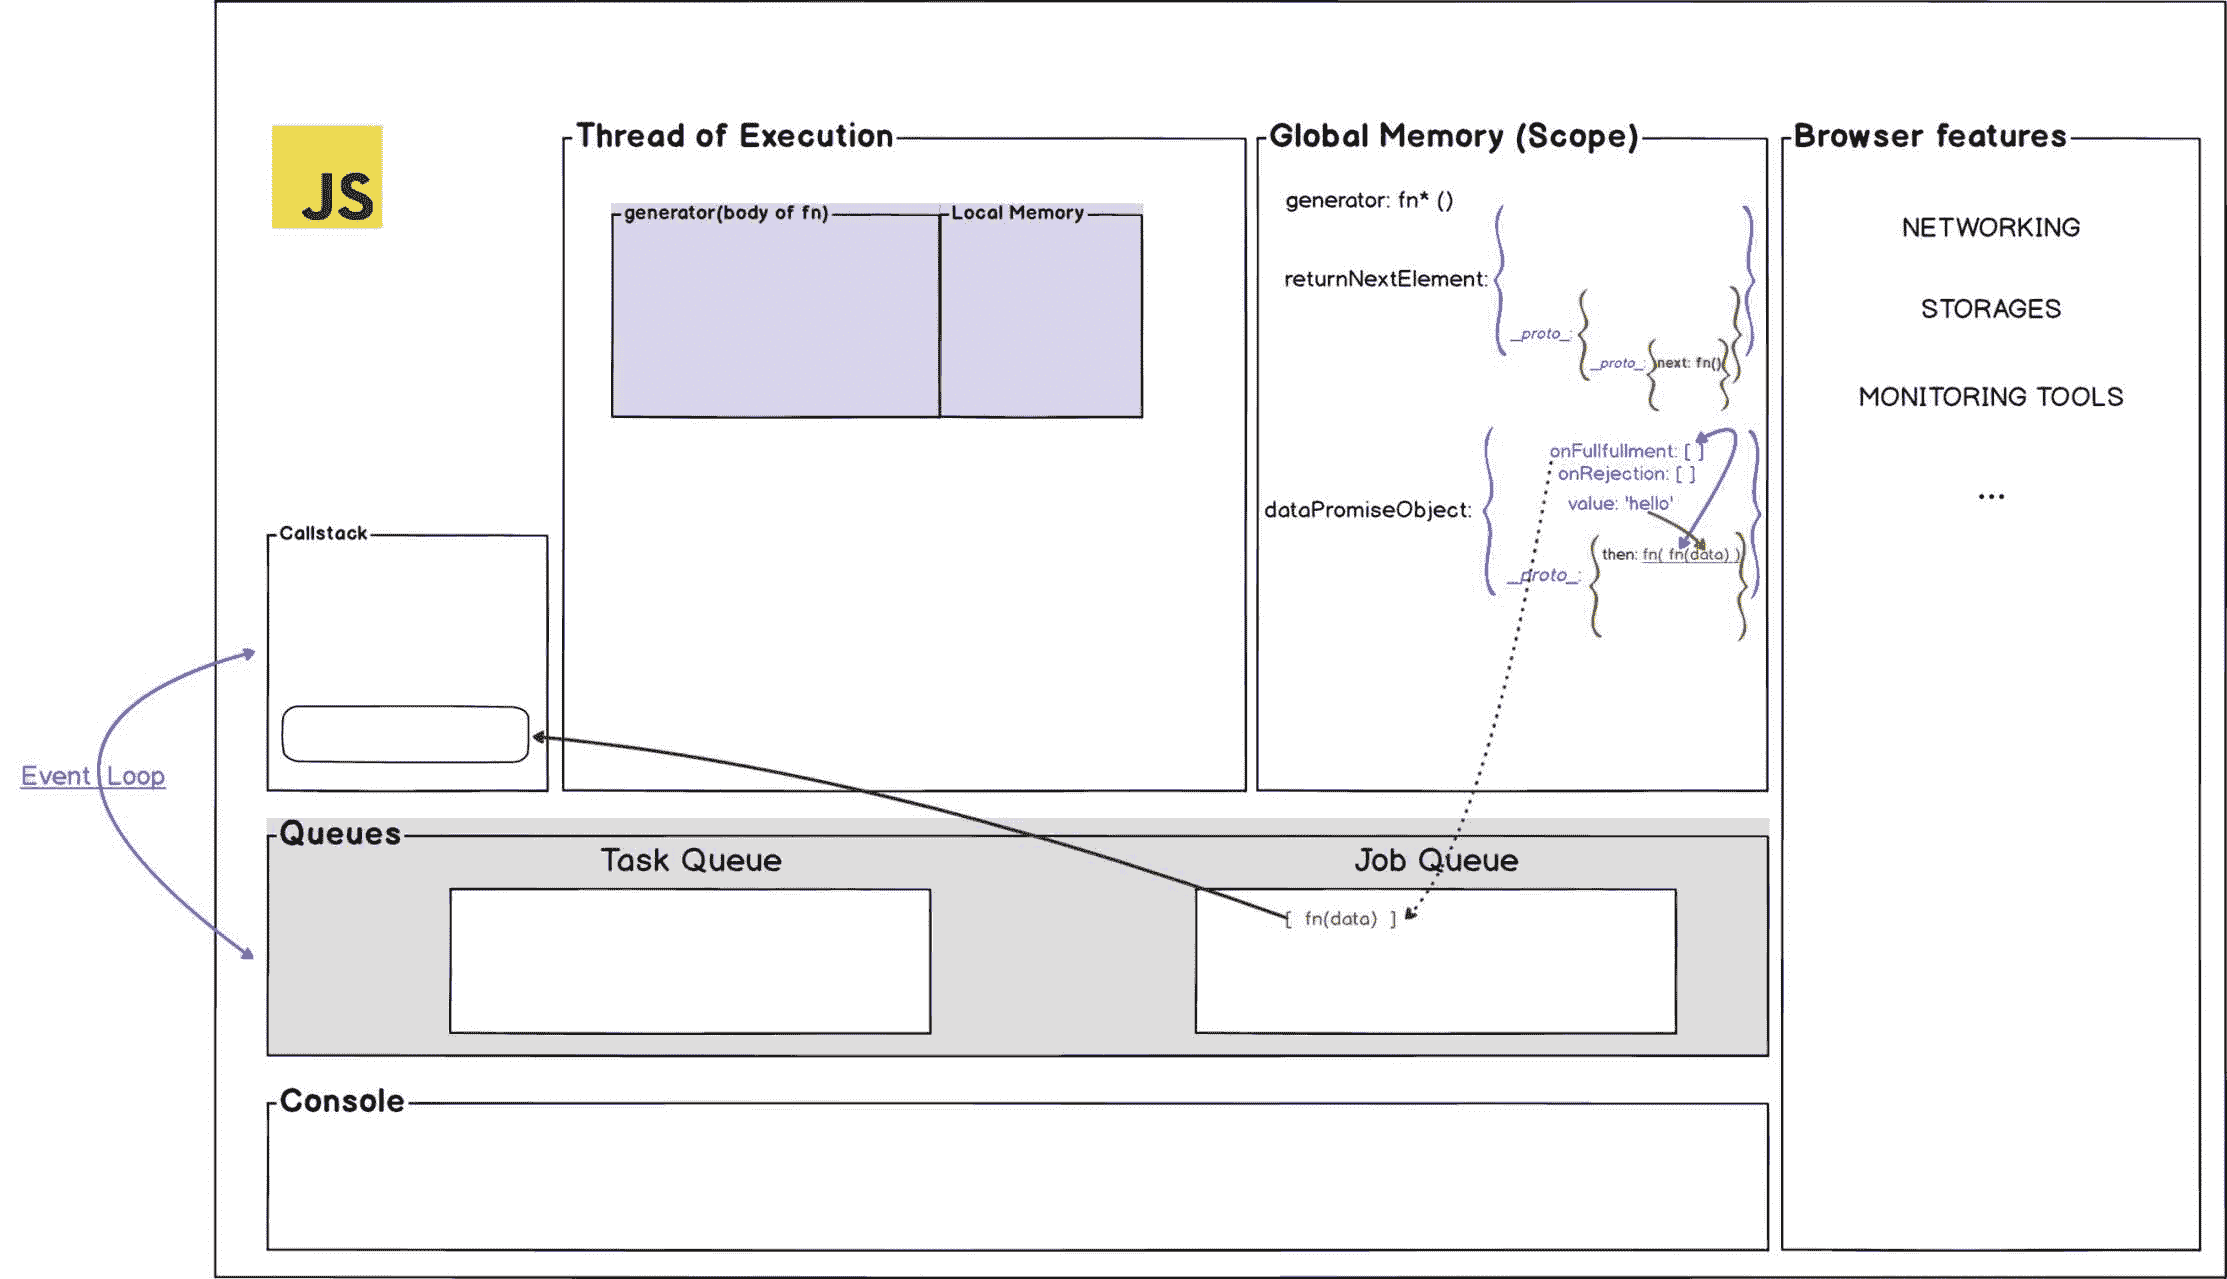 JS
Thread of Execution
generator(body of fn)
Local Memory
Global Memory (Scope)
generator: fn* ()
returnNextElement:
_proto_:
_proto_:
next: fn()
dataPromiseObject:
onFullfullment: [ ]
onRejection: [ ]
value: 'hello'
then: fn( fn(data) )
_proto_:
Browser features
NETWORKING
STORAGES
MONITORING TOOLS
...
Callstack
Event Loop
Queues
Task Queue
Job Queue
[ fn(data) ]
Console